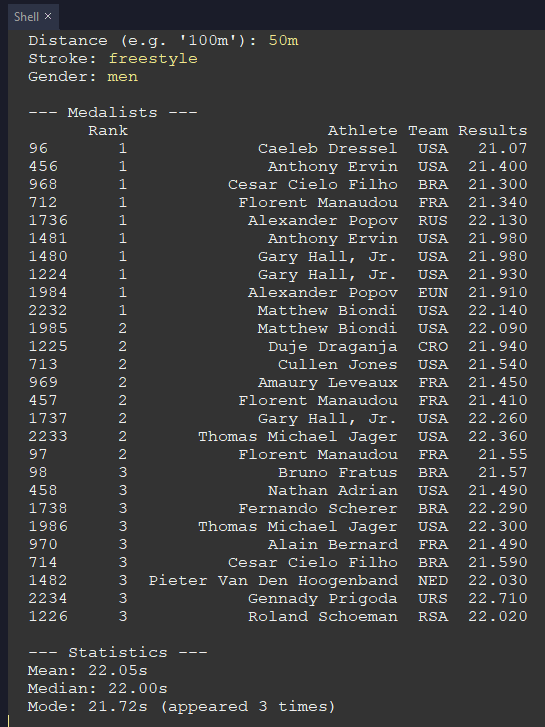 Shell ×
Distance (e.g. '100m'): 50m
Stroke: freestyle
Gender: men
--- Medalists ---
Rank Athlete Team Results
96 1 Caeleb Dressel USA 21.07
456 1 Anthony Ervin USA 21.400
968 1 Cesar Cielo Filho BRA 21.300
712 1 Florent Manaudou FRA 21.340
1736 1 Alexander Popov RUS 22.130
1481 1 Anthony Ervin USA 21.980
1480 1 Gary Hall, Jr. USA 21.980
1224 1 Gary Hall, Jr. USA 21.930
1984 1 Alexander Popov EUN 21.910
2232 1 Matthew Biondi USA 22.140
1985 2 Matthew Biondi USA 22.090
1225 2 Duje Draganja CRO 21.940
713 2 Cullen Jones USA 21.540
969 2 Amaury Leveaux FRA 21.450
457 2 Florent Manaudou FRA 21.410
1737 2 Gary Hall, Jr. USA 22.260
2233 2 Thomas Michael Jager USA 22.360
97 2 Florent Manaudou FRA 21.55
98 3 Bruno Fratus BRA 21.57
458 3 Nathan Adrian USA 21.490
1738 3 Fernando Scherer BRA 22.290
1986 3 Thomas Michael Jager USA 22.300
970 3 Alain Bernard FRA 21.490
714 3 Cesar Cielo Filho BRA 21.590
1482 3 Pieter Van Den Hoogenband NED 22.030
2234 3 Gennady Prigoda URS 22.710
1226 3 Roland Schoeman RSA 22.020
--- Statistics ---
Mean: 22.05s
Median: 22.00s
Mode: 21.72s (appeared 3 times)